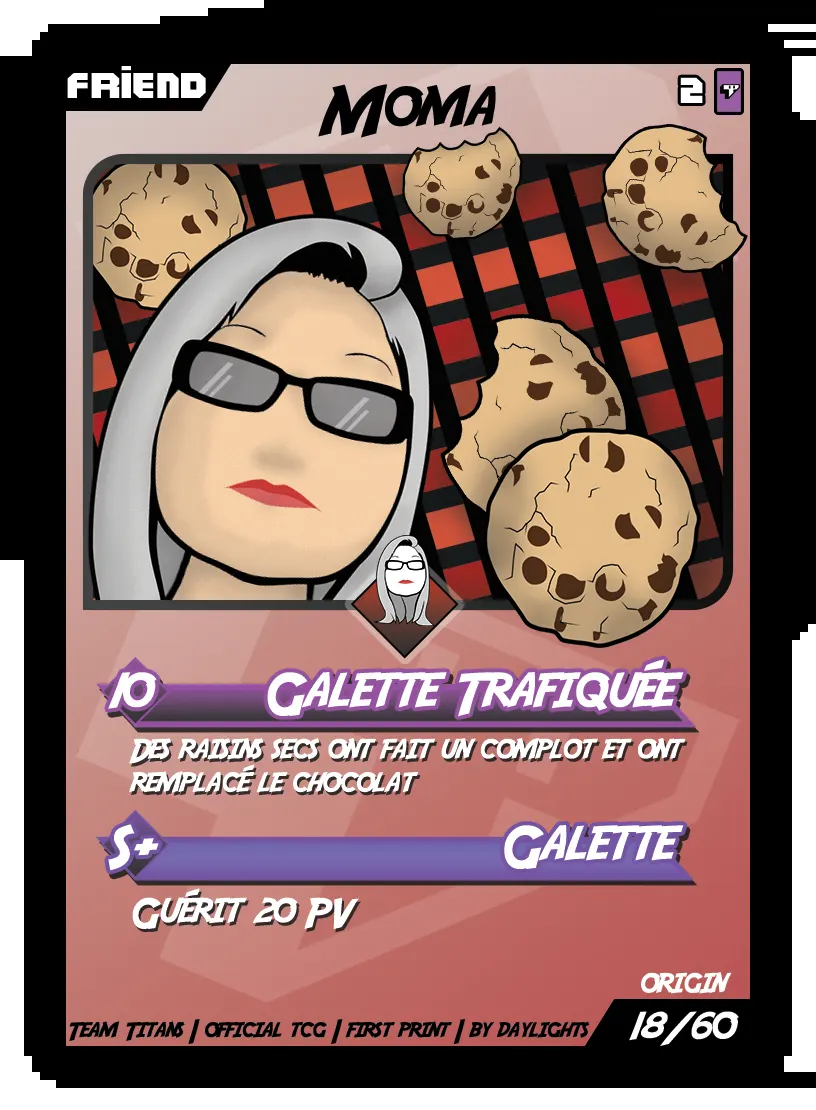 FRiEND
Moma
2
10 Galette Trafiquée
Des raisins secs ont fait un complot et ont
remplacé le chocolat
S+ Galette
Guérit 20 PV
ORIGIN
Team Titans | official tcg | first print | by daylights
18/60